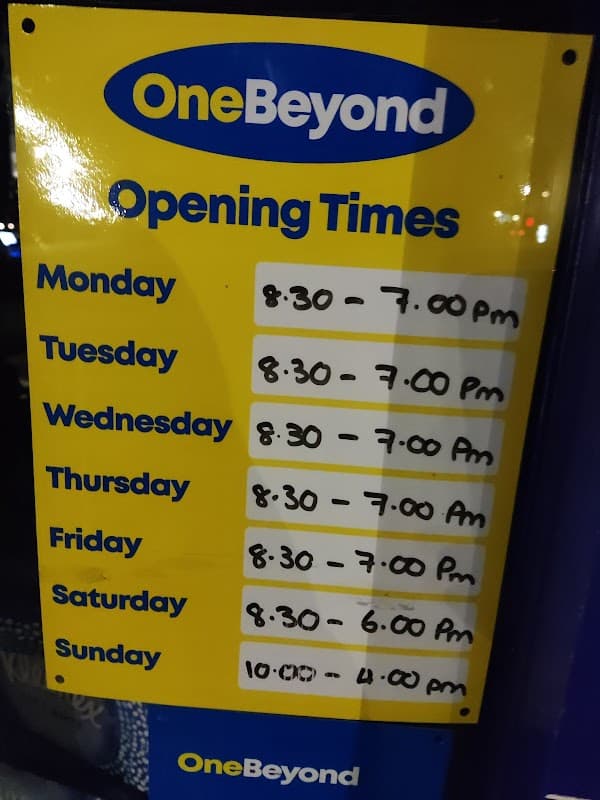 OneBeyond
Opening Times
Monday 8.30 - 7.00 pm
Tuesday 8.30 - 7.00 Pm
Wednesday 8.30 - 7.00 Pm
Thursday 8.30 - 7.00 Pm
Friday 8.30 - 7.00 Pm
Saturday 8.30 - 6.00 Pm
Sunday 10.00 - 4.00 pm
OneBeyond